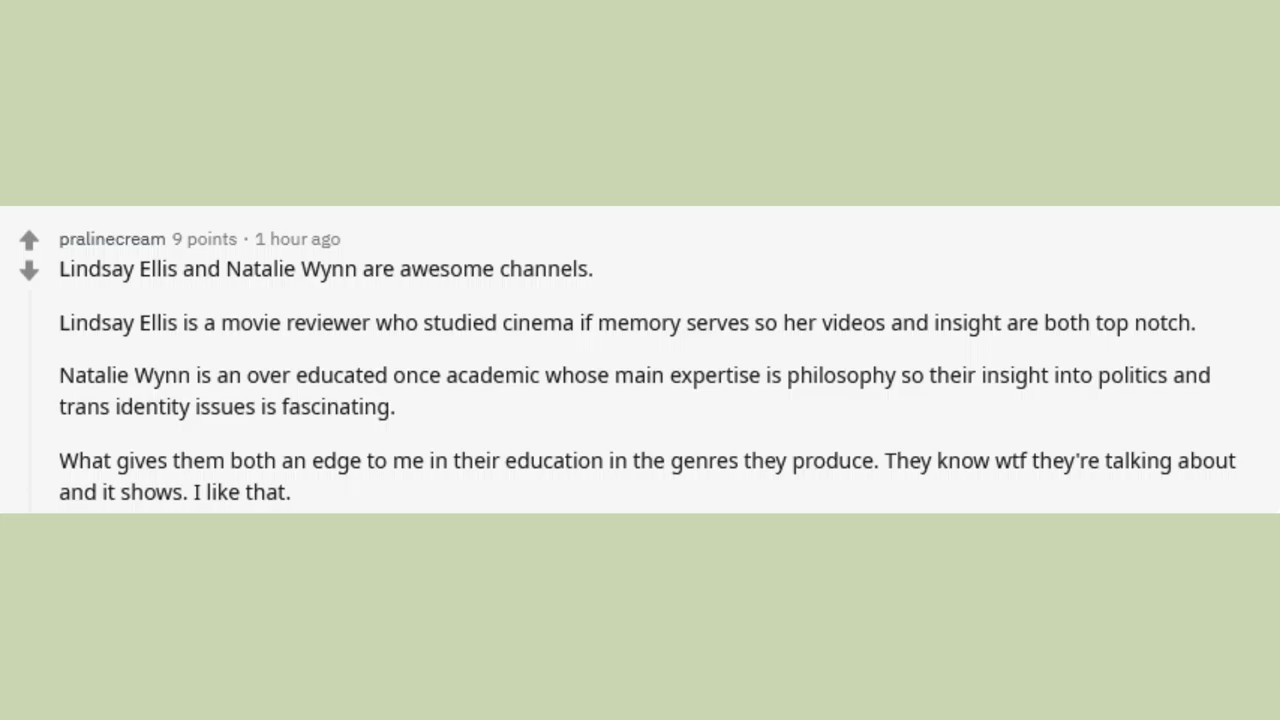 pralinecream 9 points · 1 hour ago
Lindsay Ellis and Natalie Wynn are awesome channels.
Lindsay Ellis is a movie reviewer who studied cinema if memory serves so her videos and insight are both top notch.
Natalie Wynn is an over educated once academic whose main expertise is philosophy so their insight into politics and
trans identity issues is fascinating.
What gives them both an edge to me in their education in the genres they produce. They know wtf they're talking about
and it shows. I like that.